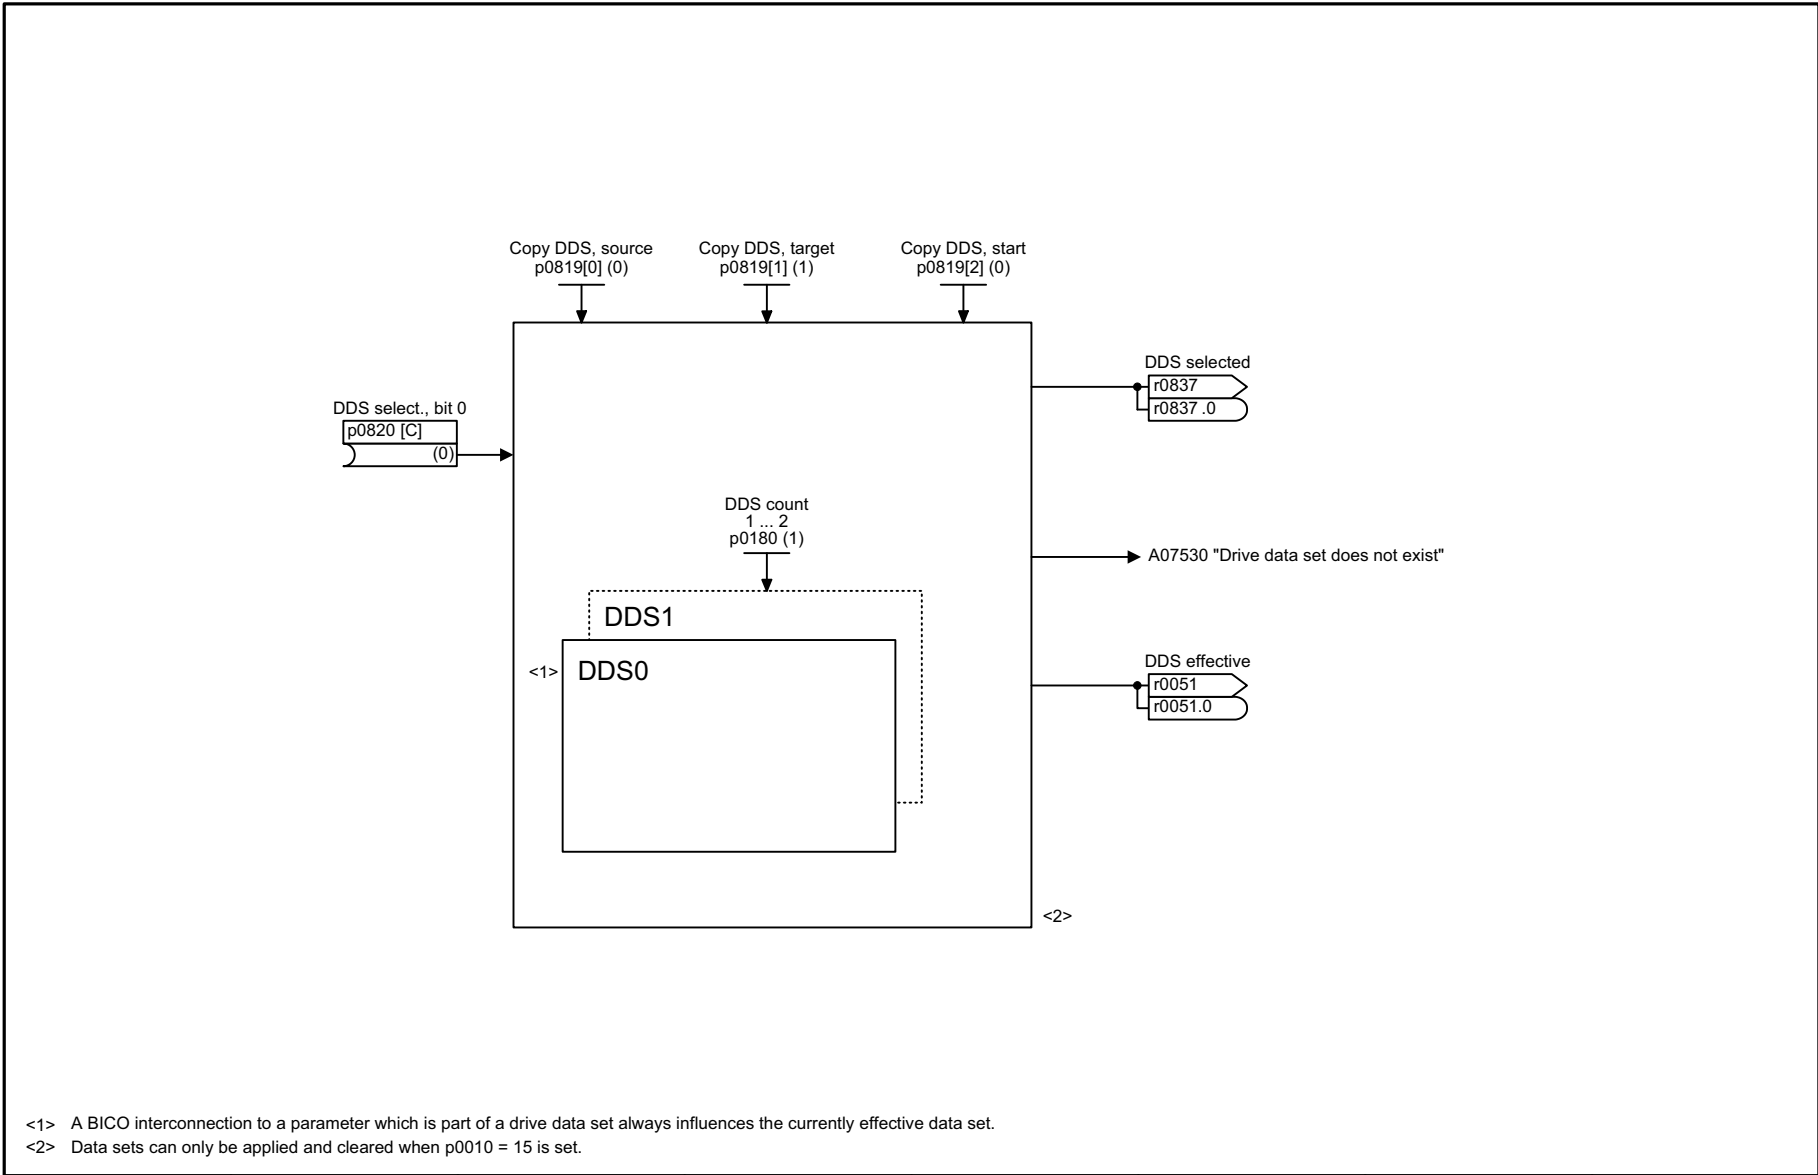 Copy DDS, source
p0819[0] (0)
Copy DDS, target
p0819[1] (1)
Copy DDS, start
p0819[2] (0)
DDS selected
r0837
r0837 .0
DDS select., bit 0
p0820 [C]
(0)
DDS count
1 ... 2
p0180 (1)
A07530 "Drive data set does not exist"
DDS1
<1>
DDS0
DDS effective
r0051
r0051.0
<2>
<1> A BICO interconnection to a parameter which is part of a drive data set always influences the currently effective data set.
<2> Data sets can only be applied and cleared when p0010 = 15 is set.